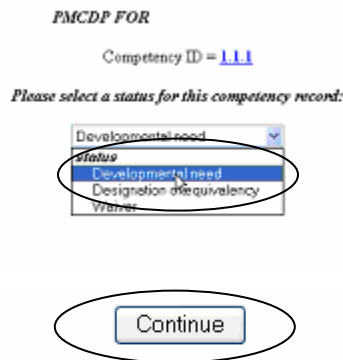 PMCDP FOR
Competency ID = 1.1.1
Please select a status for this competency record:
Developmental need
status
Developmental need
Designation of equivalency
Waiver
Continue